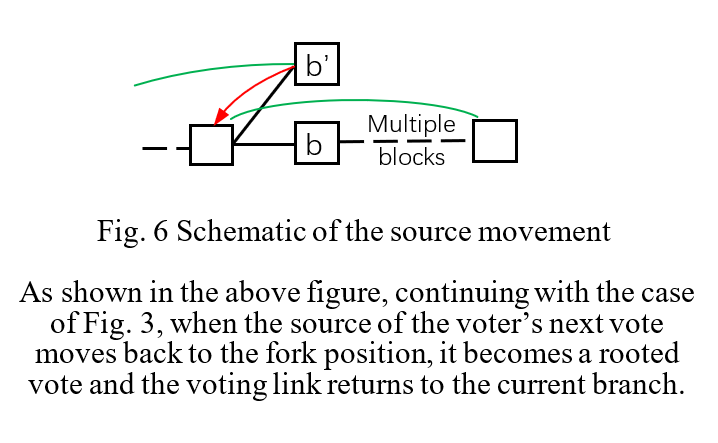 b’
Multiple
b
blocks
Fig. 6 Schematic of the source movement
As shown in the above figure, continuing with the case
of Fig. 3, when the source of the voter’s next vote
moves back to the fork position, it becomes a rooted
vote and the voting link returns to the current branch.